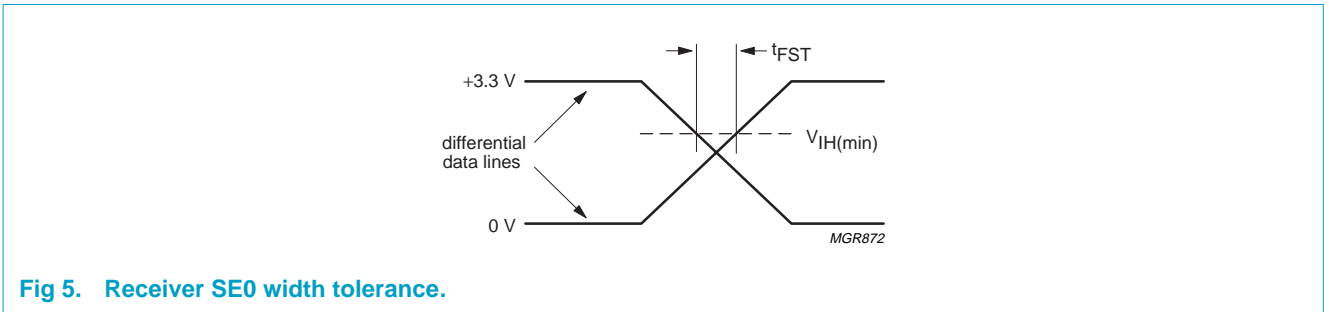 tFST
+3.3 V
VIH(min)
differential
data lines
0 V
MGR872
Fig 5. Receiver SE0 width tolerance.